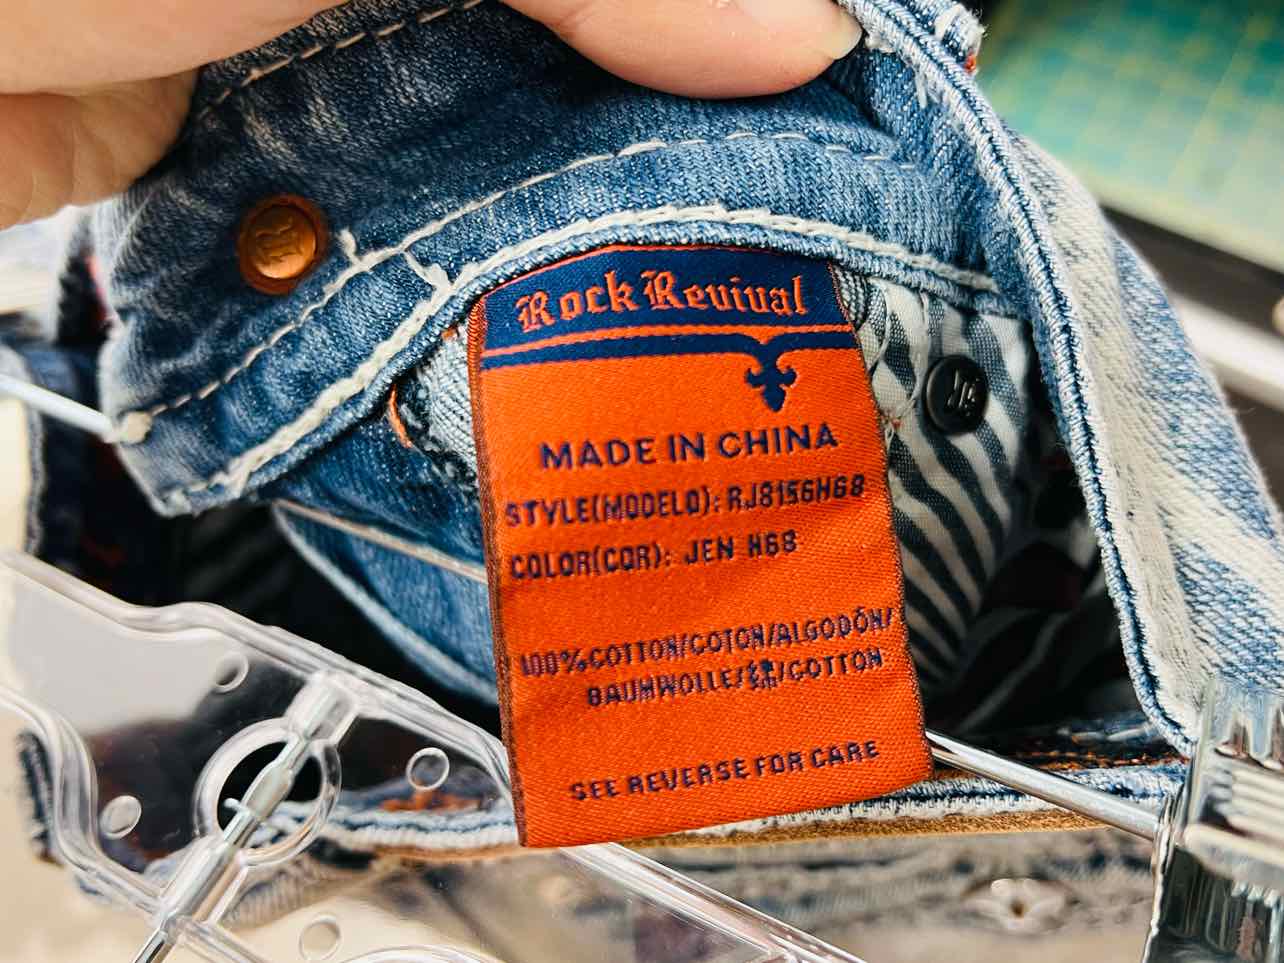 Rock Revival
MADE IN CHINA
STYLE(MODELO): RJ8156H68
COLOR(COR): JEN H68
100%COTTON/COTON/ALGODÓN/
BAUMWOLLE/綿/COTTON
SEE REVERSE FOR CARE